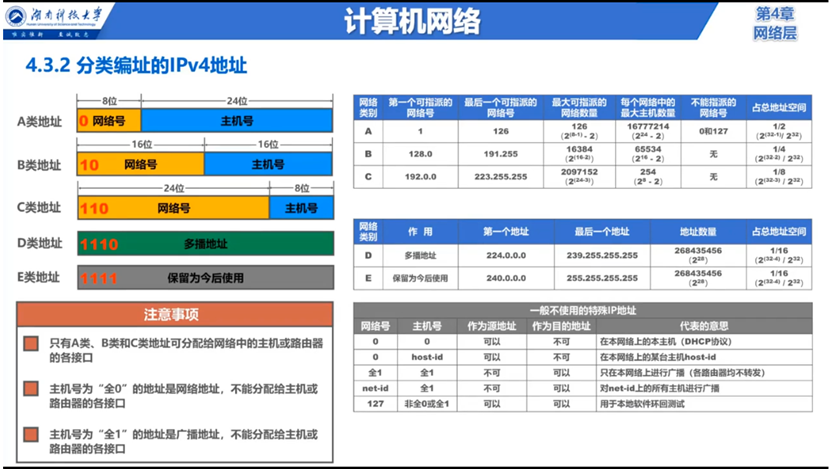 湖南科技大学
计算机网络
第4章
网络层
4.3.2 分类编址的IPv4地址
8位 24位
A类地址 0 网络号 主机号
16位 16位
B类地址 10 网络号 主机号
24位 8位
C类地址 110 网络号 主机号
D类地址 1110 多播地址
E类地址 1111 保留为今后使用
注意事项
只有A类、B类和C类地址可分配给网络中的主机或路由器
的各接口
主机号为“全0”的地址是网络地址，不能分配给主机或
路由器的各接口
主机号为“全1”的地址是广播地址，不能分配给主机或
路由器的各接口
网络类别 第一个可指派的网络号 最后一个可指派的网络号 最大可指派的网络数量 每个网络中的最大主机数量 不能指派的网络号 占总地址空间
A 1 126 126 (2^(8-1) - 2) 16777214 (2^24 - 2) 0和127 1/2 (2^(32-1)/ 2^32)
B 128.0 191.255 16384 (2^(16-2)) 65534 (2^16 - 2) 无 1/4 (2^(32-2) / 2^32)
C 192.0.0 223.255.255 2097152 (2^(24-3)) 254 (2^8 - 2) 无 1/8 (2^(32-3) / 2^32)
网络类别 作 用 第一个地址 最后一个地址 地址数量 占总地址空间
D 多播地址 224.0.0.0 239.255.255.255 268435456 (2^28) 1/16 (2^(32-4) / 2^32)
E 保留为今后使用 240.0.0.0 255.255.255.255 268435456 (2^28) 1/16 (2^(32-4) / 2^32)
一般不使用的特殊IP地址
网络号 主机号 作为源地址 作为目的地址 代表的意思
0 0 可以 不可 在本网络上的本主机（DHCP协议）
0 host-id 可以 不可 在本网络上的某台主机host-id
全1 全1 不可 可以 只在本网络上进行广播（各路由器均不转发）
net-id 全1 不可 可以 对net-id上的所有主机进行广播
127 非全0或全1 可以 可以 用于本地软件环回测试